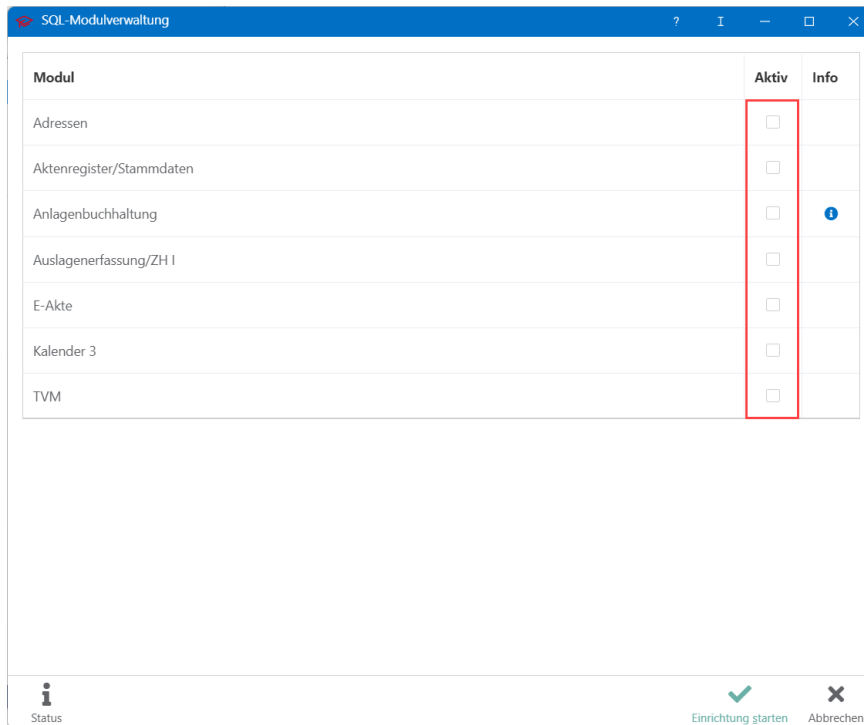 SQL-Modulverwaltung
Modul Aktiv Info
Adressen
Aktenregister/Stammdaten
Anlagenbuchhaltung
Auslagenerfassung/ZH I
E-Akte
Kalender 3
TVM
Status Einrichtung starten Abbrechen